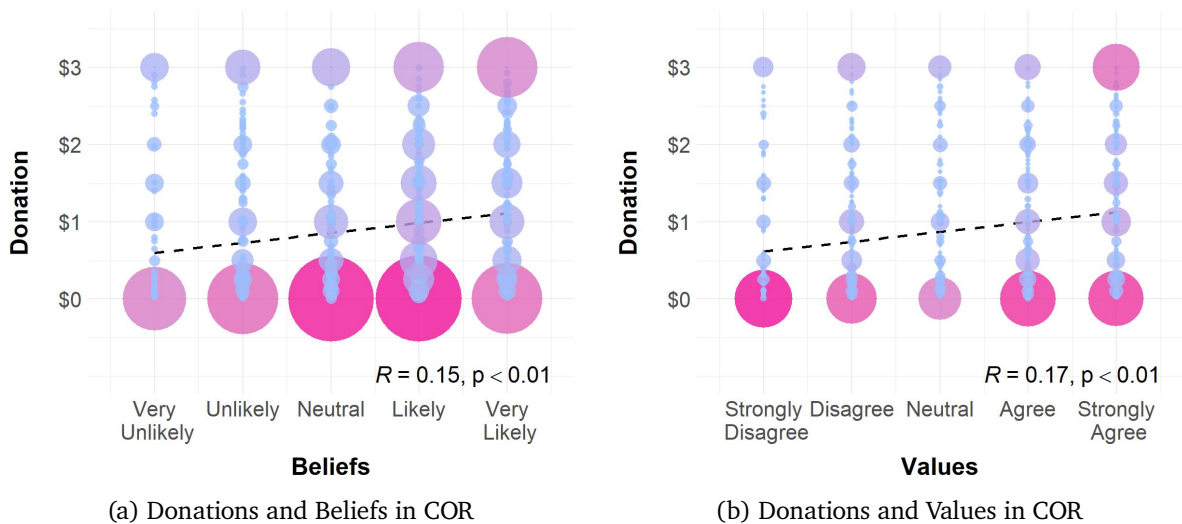 $3
$2
$1
$0
Donation
R = 0.15, p < 0.01
Very Unlikely
Unlikely
Neutral
Likely
Very Likely
Beliefs
(a) Donations and Beliefs in COR
$3
$2
$1
$0
Donation
R = 0.17, p < 0.01
Strongly Disagree
Disagree
Neutral
Agree
Strongly Agree
Values
(b) Donations and Values in COR